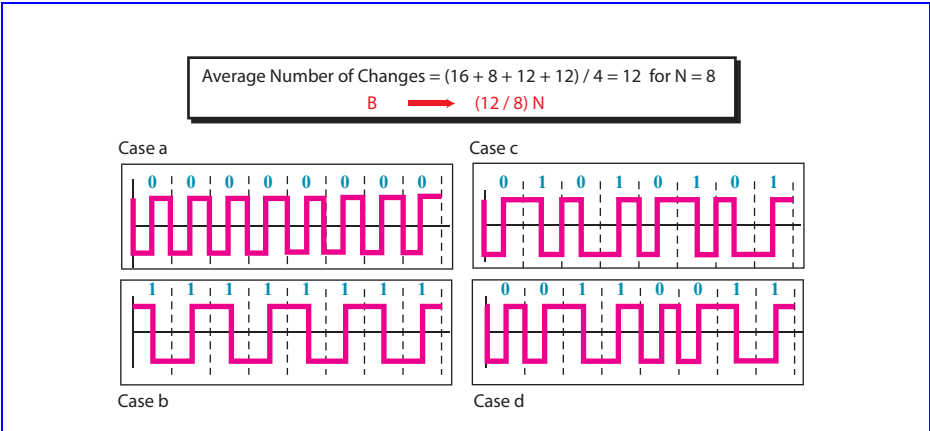 Average Number of Changes = (16 + 8 + 12 + 12) / 4 = 12 for N = 8
B (12 / 8) N
Case a
0 0 0 0 0 0 0 0
Case c
0 1 0 1 0 1 0 1
1 1 1 1 1 1 1 1
Case b
0 0 1 1 0 0 1 1
Case d